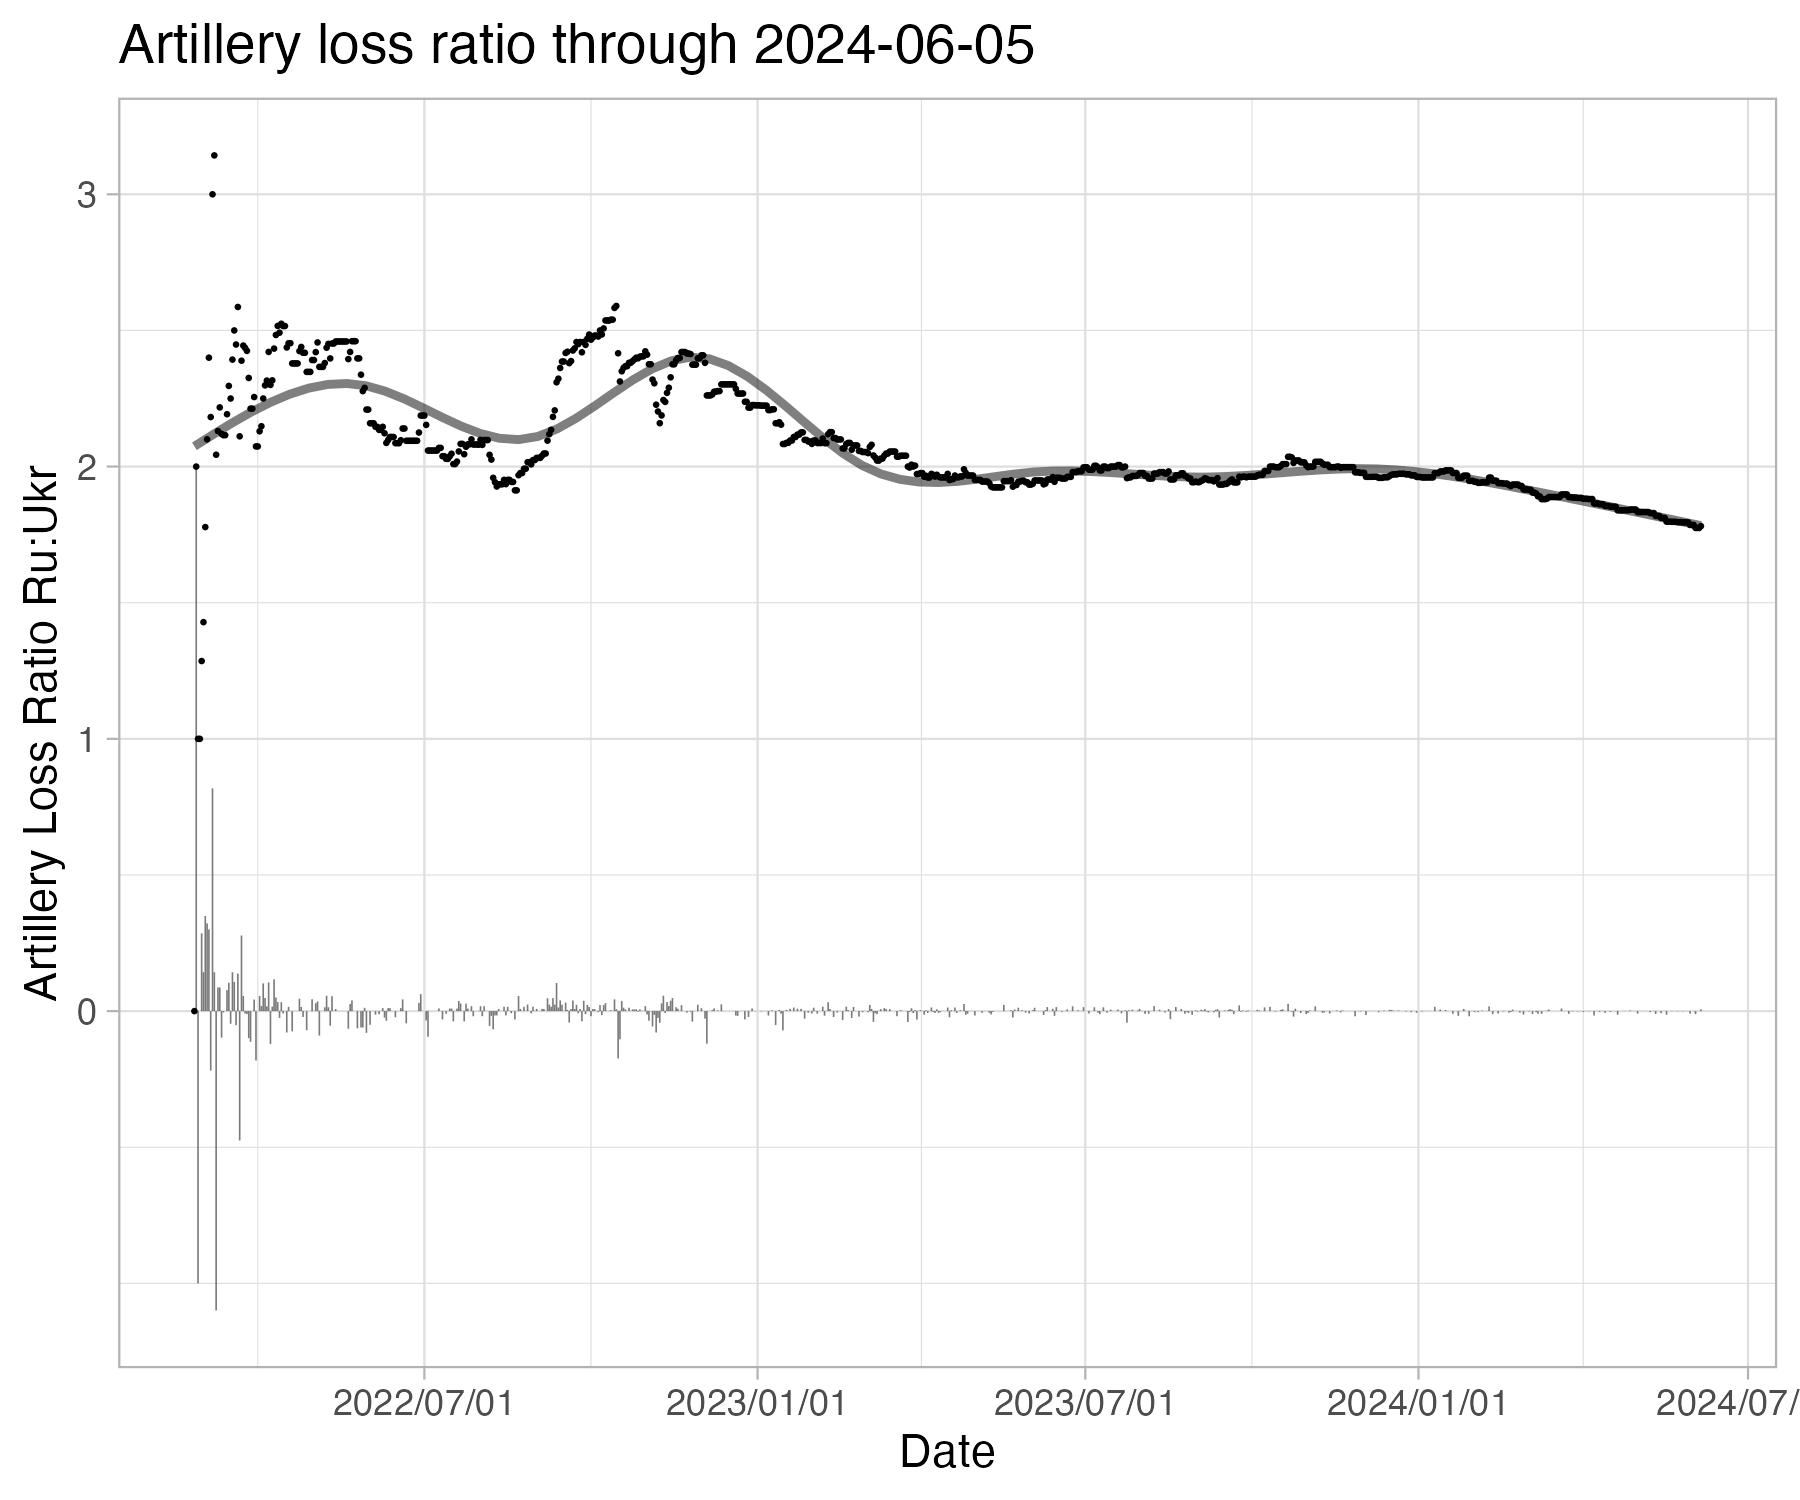 Artillery loss ratio through 2024-06-05
Artillery Loss Ratio Ru:Ukr
3
2
1
0
2022/07/01 2023/01/01 2023/07/01 2024/01/01 2024/07/
Date